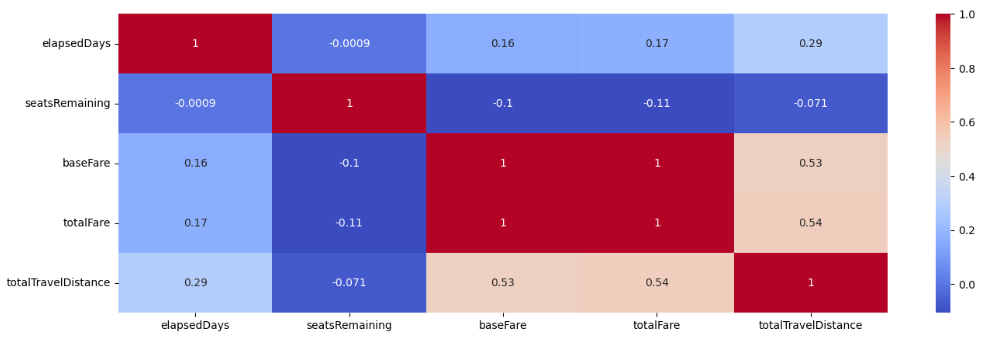 elapsedDays 1 -0.0009 0.16 0.17 0.29
seatsRemaining -0.0009 1 -0.1 -0.11 -0.071
baseFare 0.16 -0.1 1 1 0.53
totalFare 0.17 -0.11 1 1 0.54
totalTravelDistance 0.29 -0.071 0.53 0.54 1
elapsedDays seatsRemaining baseFare totalFare totalTravelDistance
1.0
0.8
0.6
0.4
0.2
0.0